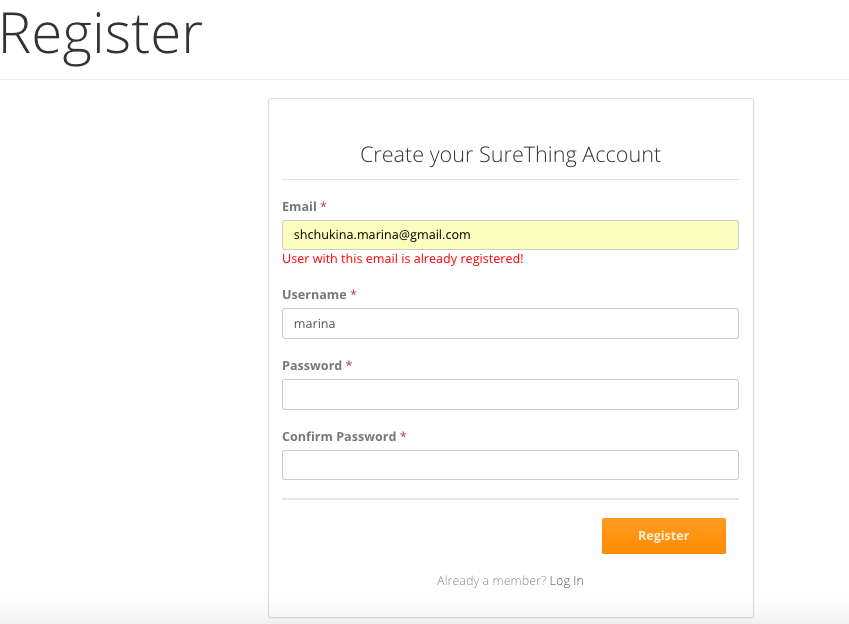 Register
Create your SureThing Account
Email *
shchukina.marina@gmail.com
User with this email is already registered!
Username *
marina
Password *
Confirm Password *
Register
Already a member? Log In